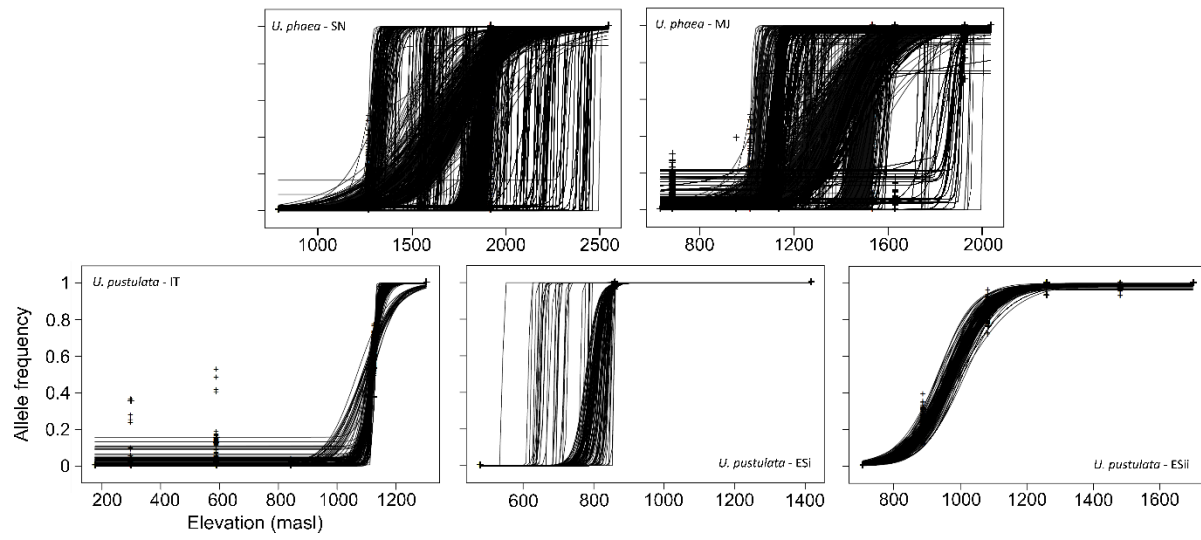 U. phaea - SN
U. phaea - MJ
1000 1500 2000 2500
800 1200 1600 2000
Allele frequency
1
0.8
0.6
0.4
0.2
0
U. pustulata - IT
U. pustulata - ESi
U. pustulata - ESii
200 400 600 800 1000 1200
600 800 1000 1200 1400
800 1000 1200 1400 1600
Elevation (masl)